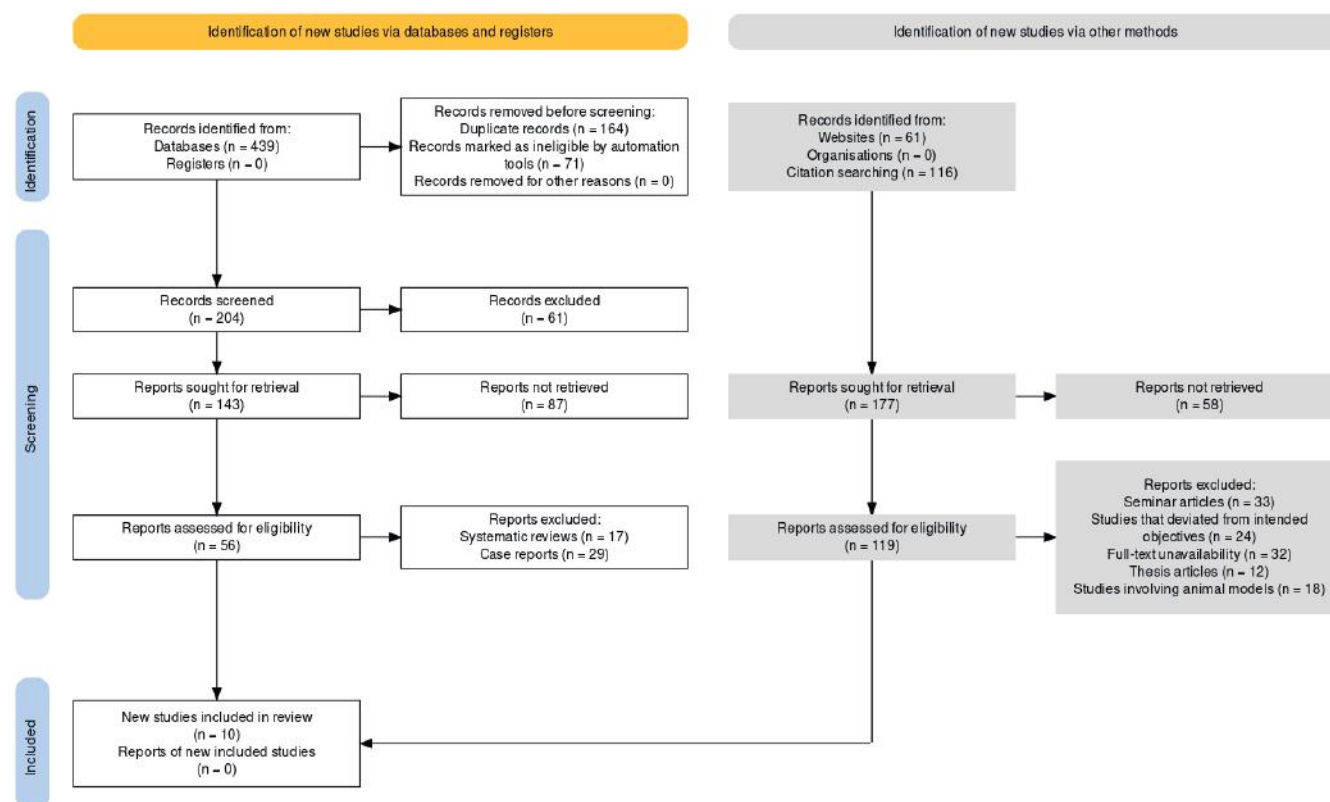 Identification of new studies via databases and registers
Identification of new studies via other methods
Identification
Records identified from:
Databases (n = 439)
Registers (n = 0)
Records removed before screening:
Duplicate records (n = 164)
Records marked as ineligible by automation
tools (n = 71)
Records removed for other reasons (n = 0)
Records identified from:
Websites (n = 61)
Organisations (n = 0)
Citation searching (n = 116)
Screening
Records screened
(n = 204)
Records excluded
(n = 61)
Reports sought for retrieval
(n = 143)
Reports not retrieved
(n = 87)
Reports sought for retrieval
(n = 177)
Reports not retrieved
(n = 58)
Reports assessed for eligibility
(n = 56)
Reports excluded:
Systematic reviews (n = 17)
Case reports (n = 29)
Reports assessed for eligibility
(n = 119)
Reports excluded:
Seminar articles (n = 33)
Studies that deviated from intended
objectives (n = 24)
Full-text unavailability (n = 32)
Thesis articles (n = 12)
Studies involving animal models (n = 18)
Included
New studies included in review
(n = 10)
Reports of new included studies
(n = 0)